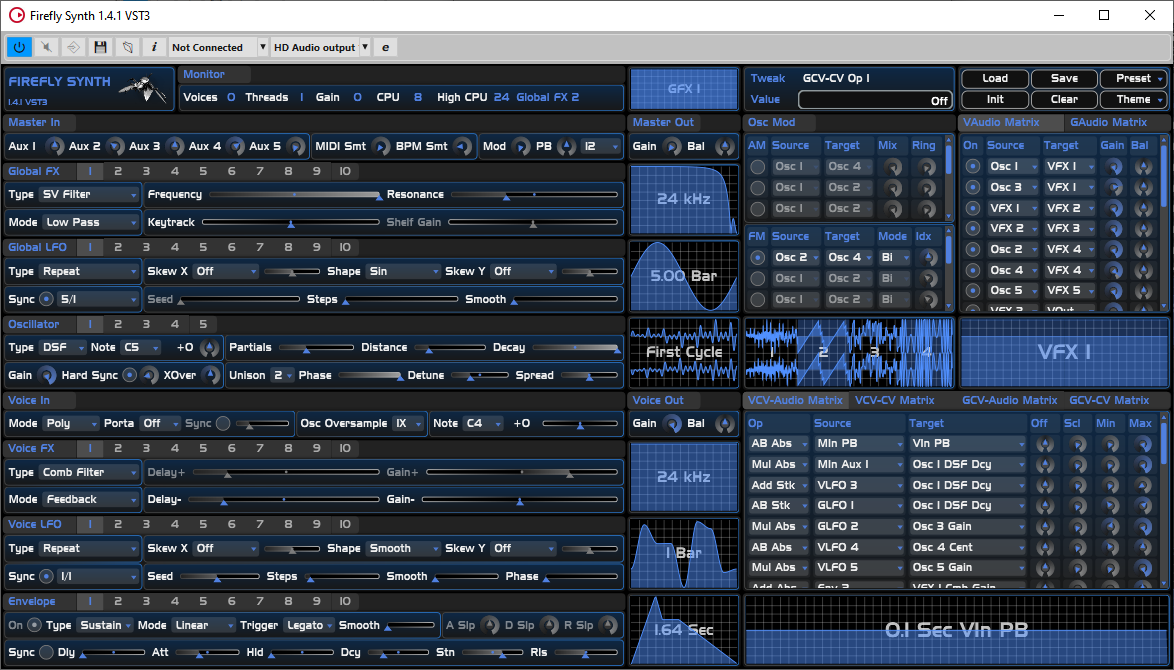 Firefly Synth 1.4.1 VST3
i Not Connected HD Audio output e
FIREFLY SYNTH
1.4.1 VST3
Monitor
Voices 0 Threads 1 Gain 0 CPU 8 High CPU 24 Global FX 2
GFX 1
Tweak GCV-CV Op 1
Value Off
Load Save Preset
Init Clear Theme
Master In
Aux 1 Aux 2 Aux 3 Aux 4 Aux 5 MIDI Smt BPM Smt Mod PB 12
Master Out
Gain Bal
Global FX 1 2 3 4 5 6 7 8 9 10
Type SV Filter Frequency Resonance
Mode Low Pass Keytrack Shelf Gain
24 kHz
Global LFO 1 2 3 4 5 6 7 8 9 10
Type Repeat Skew X Off Shape Sin Skew Y Off
Sync 5/1 Seed Steps Smooth
5.00 Bar
Osc Mod
AM Source Target Mix Ring
Osc 1 Osc 4
Osc 1 Osc 2
Osc 1 Osc 2
FM Source Target Mode Idx
Osc 2 Osc 4 Bi
Osc 1 Osc 2 Bi
Osc 1 Osc 2 Bi
VAudio Matrix GAudio Matrix
On Source Target Gain Bal
Osc 1 VFX 1
Osc 3 VFX 1
VFX 1 VFX 2
VFX 2 VFX 3
Osc 2 VFX 4
Osc 4 VFX 4
Osc 5 VFX 5
VFX 3 VOut
Oscillator 1 2 3 4 5
Type DSF Note C5 +0 Partials Distance Decay
Gain Hard Sync XOver Unison 2 Phase Detune Spread
First Cycle
1 2 3 4
VFX 1
Voice In
Mode Poly Porta Off Sync Osc Oversample 1X Note C4 +0
Voice Out
Gain Bal
Voice FX 1 2 3 4 5 6 7 8 9 10
Type Comb Filter Delay+ Gain+
Mode Feedback Delay- Gain-
24 kHz
Voice LFO 1 2 3 4 5 6 7 8 9 10
Type Repeat Skew X Off Shape Smooth Skew Y Off
Sync 1/1 Seed Steps Smooth Phase
1 Bar
Envelope 1 2 3 4 5 6 7 8 9 10
On Type Sustain Mode Linear Trigger Legato Smooth A Slp D Slp R Slp
Sync Dly Att Hld Dcy Stn Rls
1.64 Sec
VCV-Audio Matrix VCV-CV Matrix GCV-Audio Matrix GCV-CV Matrix
Op Source Target Off Scl Min Max
AB Abs MIn PB VIn PB
Mul Abs MIn Aux 1 Osc 1 DSF Dcy
Add Stk VLFO 3 Osc 1 DSF Dcy
AB Stk GLFO 1 Osc 1 DSF Dcy
Mul Abs GLFO 2 Osc 3 Gain
AB Abs VLFO 4 Osc 4 Cent
Mul Abs VLFO 5 Osc 5 Gain
Add Abs Env 2 VFX 1 Cmb Gain
0.1 Sec VIn PB